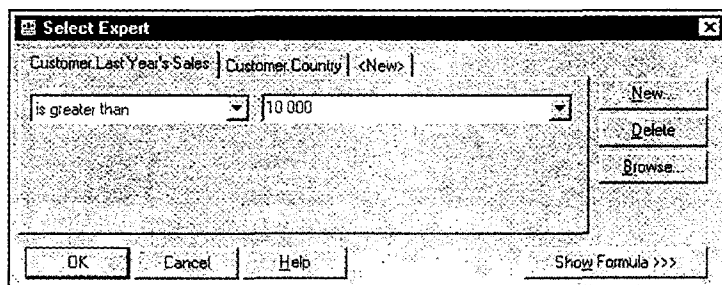 Select Expert
Customer.Last Year's Sales Customer.Country <New>
is greater than 10 000
New...
Delete
Browse...
OK Cancel Help Show Formula >>>